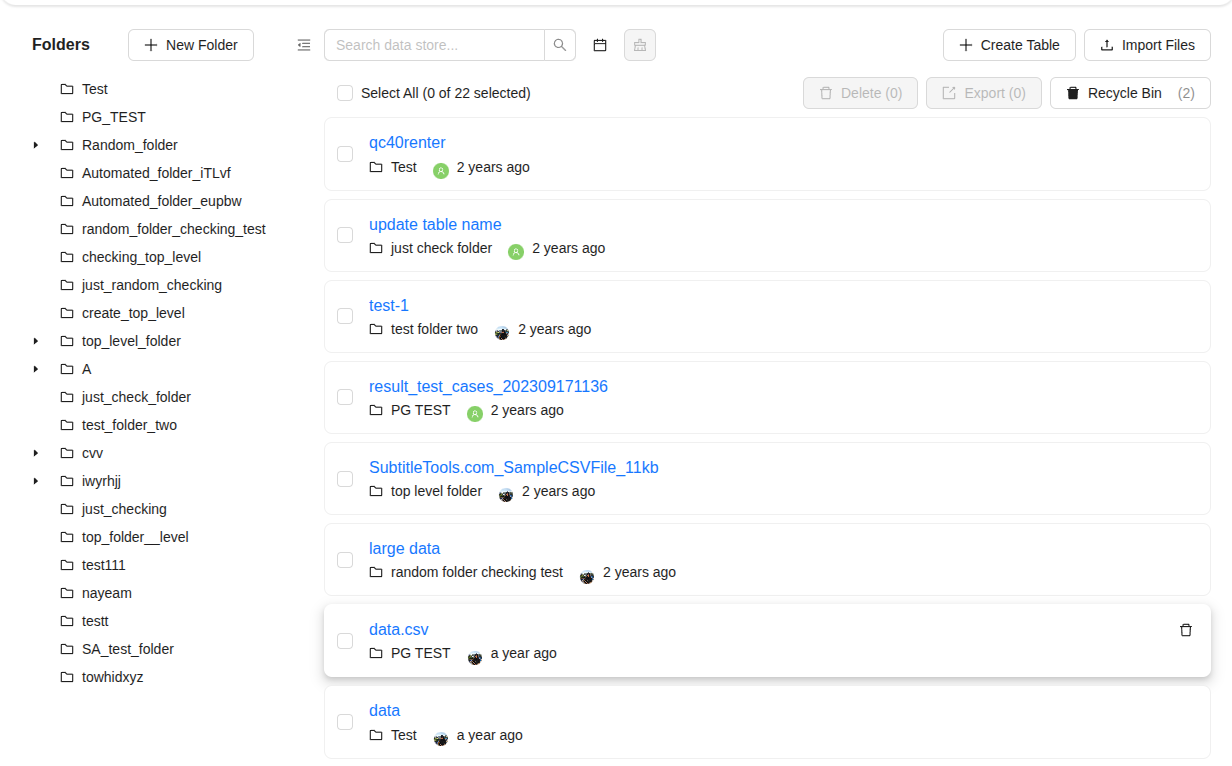 Folders
New Folder
Search data store...
Create Table
Import Files
Select All (0 of 22 selected)
Delete (0)
Export (0)
Recycle Bin (2)
Test
PG_TEST
Random_folder
Automated_folder_iTLvf
Automated_folder_eupbw
random_folder_checking_test
checking_top_level
just_random_checking
create_top_level
top_level_folder
A
just_check_folder
test_folder_two
cvv
iwyrhjj
just_checking
top_folder__level
test111
nayeam
testt
SA_test_folder
towhidxyz
qc40renter
Test 2 years ago
update table name
just check folder 2 years ago
test-1
test folder two 2 years ago
result_test_cases_202309171136
PG TEST 2 years ago
SubtitleTools.com_SampleCSVFile_11kb
top level folder 2 years ago
large data
random folder checking test 2 years ago
data.csv
PG TEST a year ago
data
Test a year ago